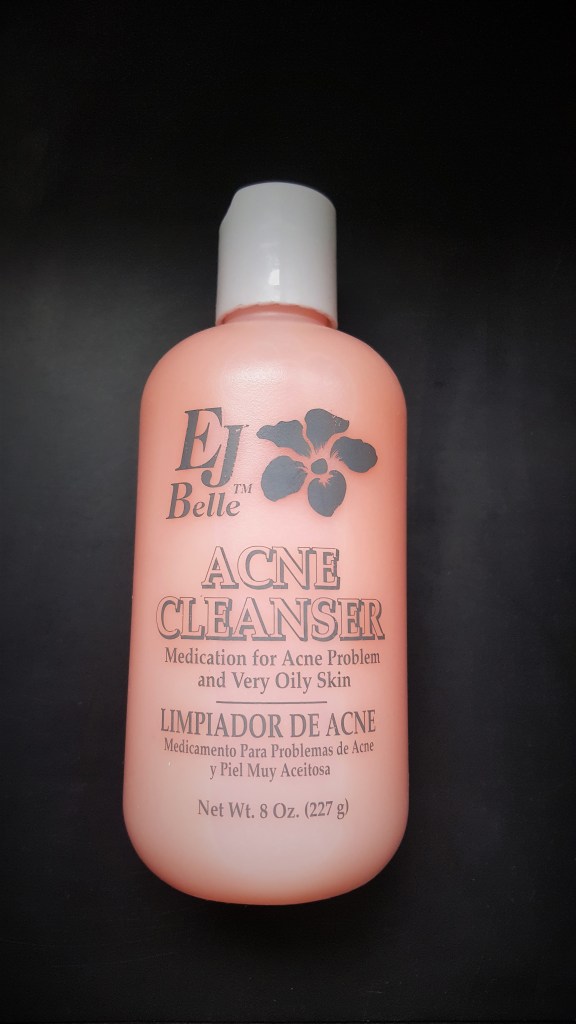 EJ
Belle™
ACNE
CLEANSER
Medication for Acne Problem
and Very Oily Skin
LIMPIADOR DE ACNE
Medicamento Para Problemas de Acne
y Piel Muy Aceitosa
Net Wt. 8 Oz. (227 g)